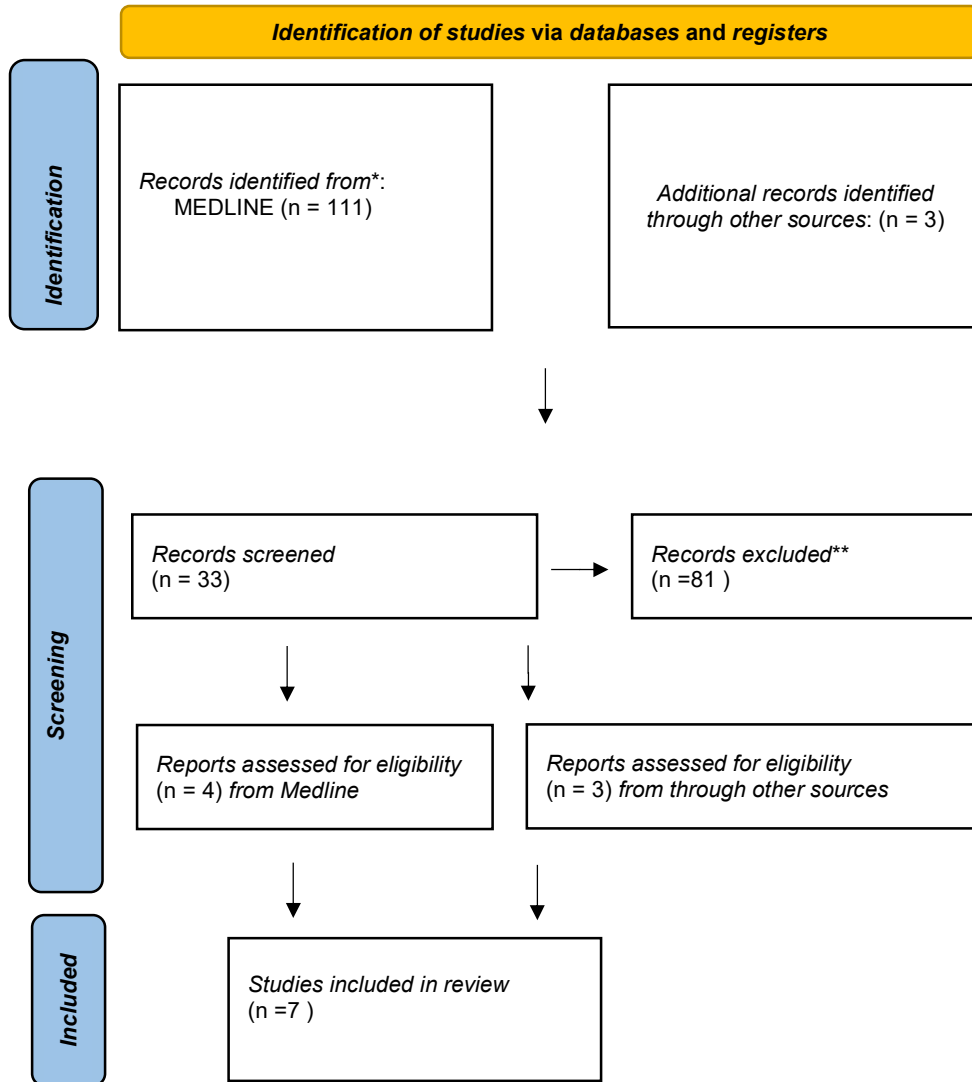 Identification of studies via databases and registers
Identification
Records identified from*:
MEDLINE (n = 111)
Additional records identified
through other sources: (n = 3)
Screening
Records screened
(n = 33)
Records excluded**
(n =81 )
Reports assessed for eligibility
(n = 4) from Medline
Reports assessed for eligibility
(n = 3) from through other sources
Included
Studies included in review
(n =7 )